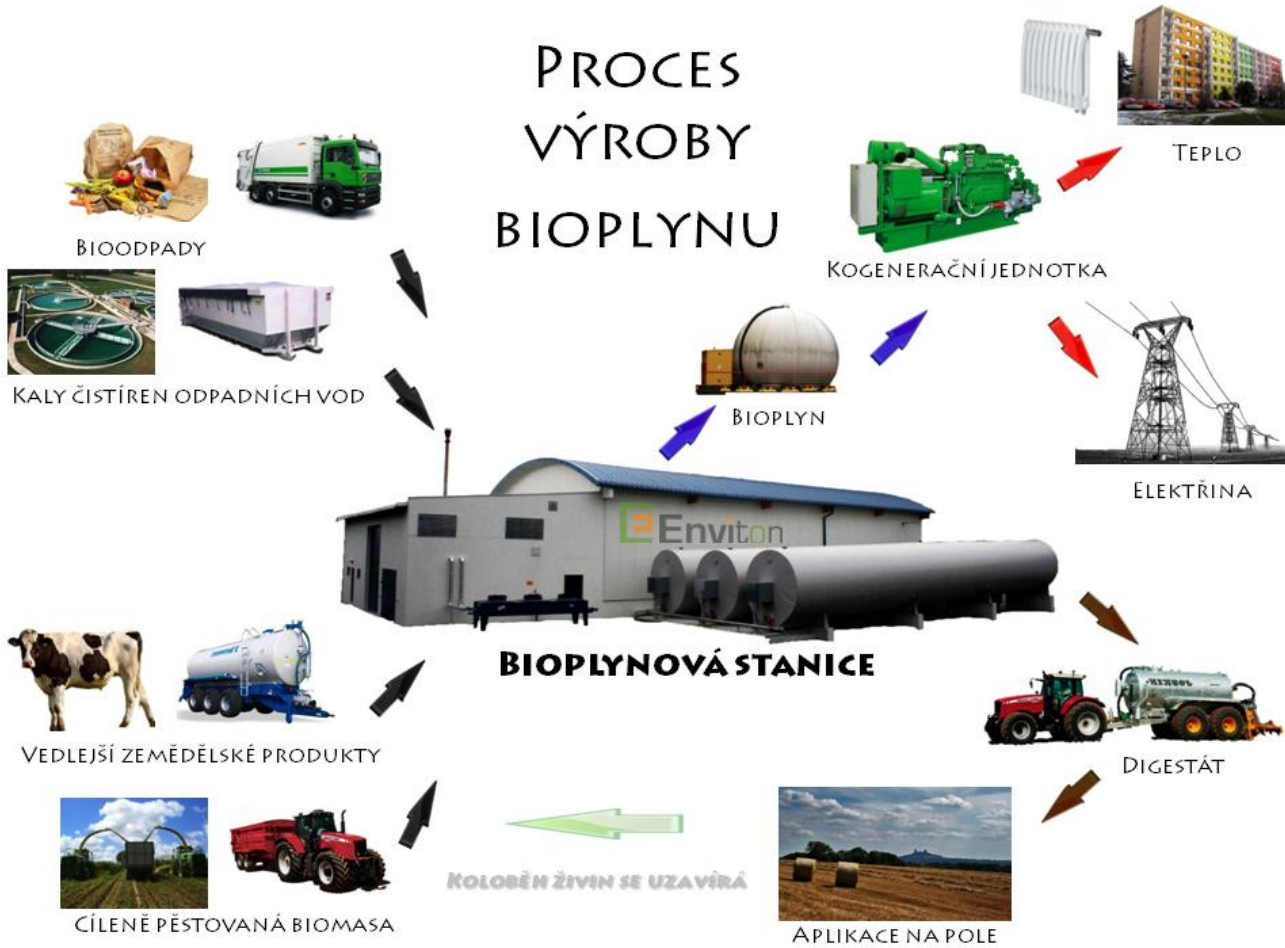 PROCES
VÝROBY
BIOPLYNU
TEPLO
BIOODPADY
KOGENERAČNÍ JEDNOTKA
KALY ČISTÍREN ODPADNÍCH VOD
BIOPLYN
ELEKTŘINA
Enviton
BIOPLYNOVÁ STANICE
VEDLEJŠÍ ZEMĚDĚLSKÉ PRODUKTY
DIGESTÁT
KOLOBĚH ŽIVIN SE UZAVÍRÁ
CÍLENĚ PĚSTOVANÁ BIOMASA
APLIKACE NA POLE